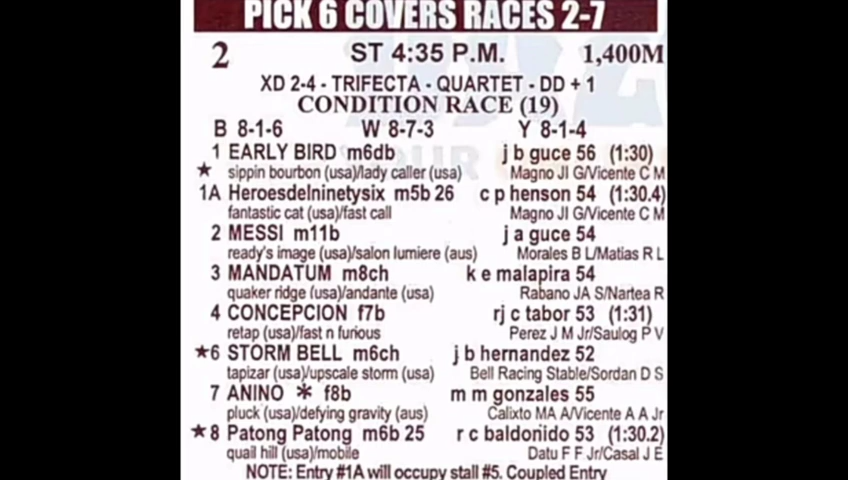 PICK 6 COVERS RACES 2-7
2 ST 4:35 P.M. 1,400M
XD 2-4 - TRIFECTA - QUARTET - DD + 1
CONDITION RACE (19)
B 8-1-6 W 8-7-3 Y 8-1-4
1 EARLY BIRD m6db j b guce 56 (1:30)
★ sippin bourbon (usa)/lady caller (usa) Magno JI G/Vicente C M
1A Heroesdelninetysix m5b 26 c p henson 54 (1:30.4)
fantastic cat (usa)/fast call Magno JI G/Vicente C M
2 MESSI m11b j a guce 54
ready's image (usa)/salon lumiere (aus) Morales B L/Matias R L
3 MANDATUM m8ch k e malapira 54
quaker ridge (usa)/andante (usa) Rabano JA S/Nartea R
4 CONCEPCION f7b rj c tabor 53 (1:31)
retap (usa)/fast n furious Perez J M Jr/Saulog P V
★6 STORM BELL m6ch j b hernandez 52
tapizar (usa)/upscale storm (usa) Bell Racing Stable/Sordan D S
7 ANINO * f8b m m gonzales 55
pluck (usa)/defying gravity (aus) Calixto MA A/Vicente A A Jr
★8 Patong Patong m6b 25 r c baldonido 53 (1:30.2)
quail hill (usa)/mobile Datu F F Jr/Casal J E
NOTE: Entry #1A will occupy stall #5. Coupled Entry